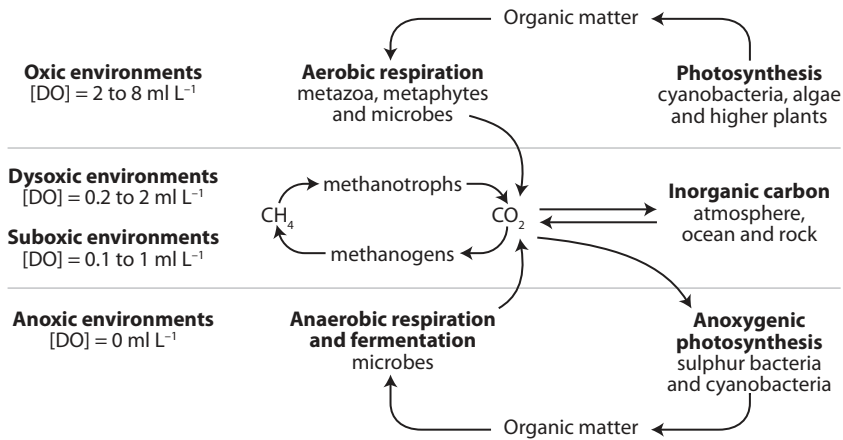 Organic matter
Oxic environments
[DO] = 2 to 8 ml L⁻¹
Aerobic respiration
metazoa, metaphytes
and microbes
Photosynthesis
cyanobacteria, algae
and higher plants
Dysoxic environments
[DO] = 0.2 to 2 ml L⁻¹
Suboxic environments
[DO] = 0.1 to 1 ml L⁻¹
methanotrophs
CH₄
CO₂
methanogens
Inorganic carbon
atmosphere,
ocean and rock
Anoxic environments
[DO] = 0 ml L⁻¹
Anaerobic respiration
and fermentation
microbes
Anoxygenic
photosynthesis
sulphur bacteria
and cyanobacteria
Organic matter